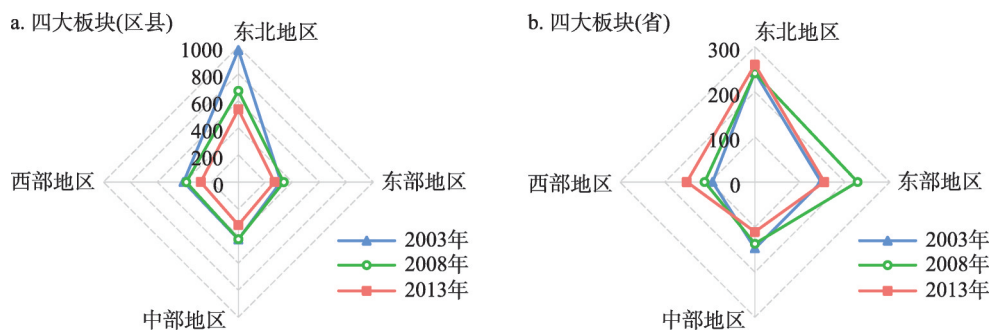 a. 四大板块(区县)
东北地区
1000
800
600
400
200
0
西部地区
东部地区
中部地区
2003年
2008年
2013年
b. 四大板块(省)
东北地区
300
200
100
0
西部地区
东部地区
中部地区
2003年
2008年
2013年